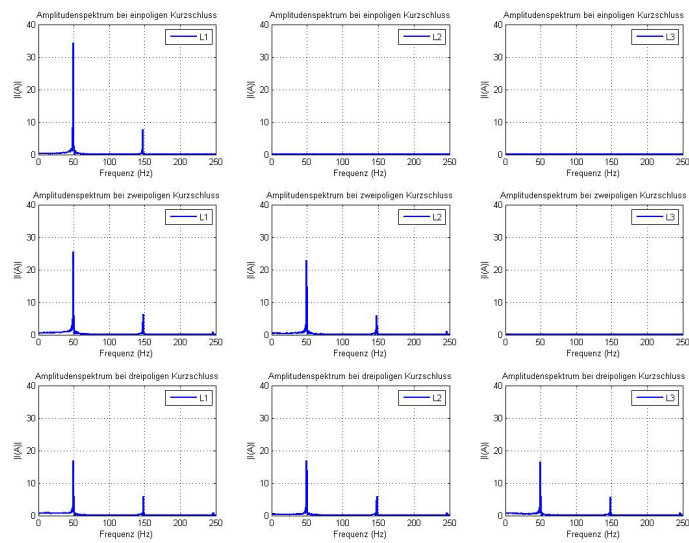 Amplitudenspektrum bei einpoligen Kurzschluss
40
30
20
10
0
|I(A)|
L1
0 50 100 150 200 250
Frequenz (Hz)
Amplitudenspektrum bei einpoligen Kurzschluss
40
30
20
10
0
|I(A)|
L2
0 50 100 150 200 250
Frequenz (Hz)
Amplitudenspektrum bei einpoligen Kurzschluss
40
30
20
10
0
|I(A)|
L3
0 50 100 150 200 250
Frequenz (Hz)
Amplitudenspektrum bei zweipoligen Kurzschluss
40
30
20
10
0
|I(A)|
L1
0 50 100 150 200 250
Frequenz (Hz)
Amplitudenspektrum bei zweipoligen Kurzschluss
40
30
20
10
0
|I(A)|
L2
0 50 100 150 200 250
Frequenz (Hz)
Amplitudenspektrum bei zweipoligen Kurzschluss
40
30
20
10
0
|I(A)|
L3
0 50 100 150 200 250
Frequenz (Hz)
Amplitudenspektrum bei dreipoligen Kurzschluss
40
30
20
10
0
|I(A)|
L1
0 50 100 150 200 250
Frequenz (Hz)
Amplitudenspektrum bei dreipoligen Kurzschluss
40
30
20
10
0
|I(A)|
L2
0 50 100 150 200 250
Frequenz (Hz)
Amplitudenspektrum bei dreipoligen Kurzschluss
40
30
20
10
0
|I(A)|
L3
0 50 100 150 200 250
Frequenz (Hz)